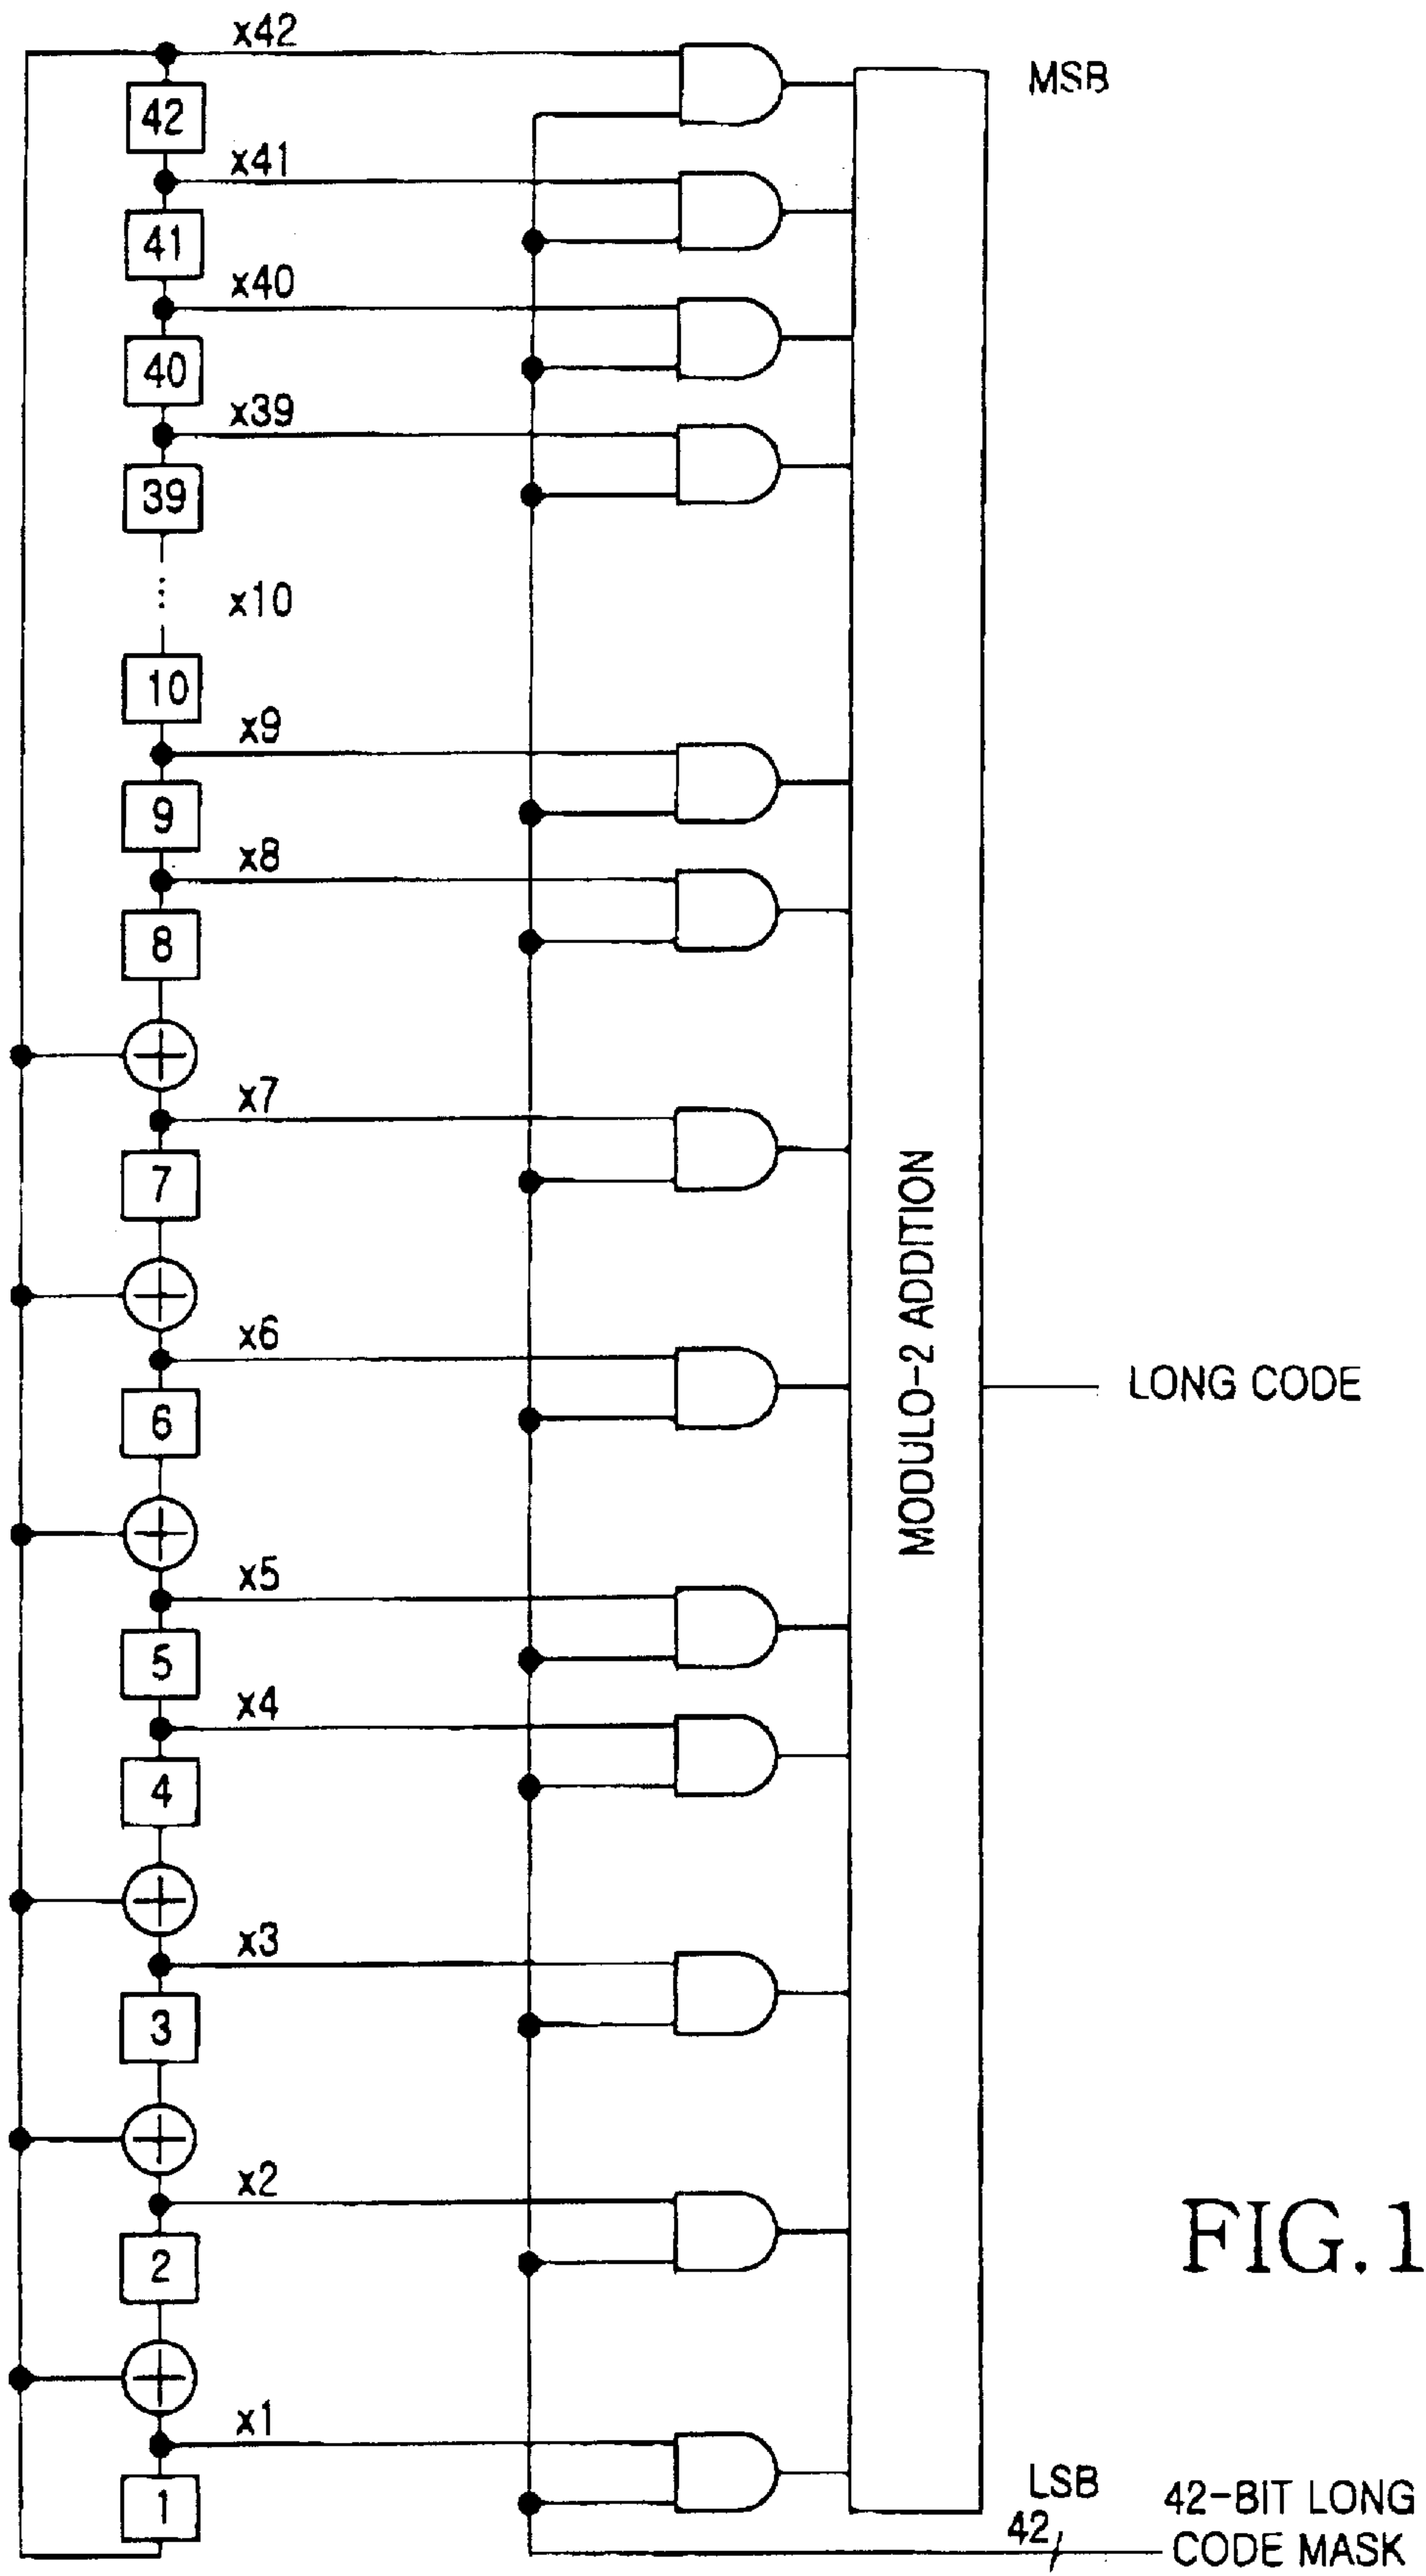 x42
MSB
42
x41
41
x40
40
x39
39
x10
10
x9
9
x8
8
x7
7
MODULO-2 ADDITION
x6
LONG CODE
6
x5
5
x4
4
x3
3
x2
2
FIG.1
x1
1
LSB
42
42-BIT LONG
CODE MASK